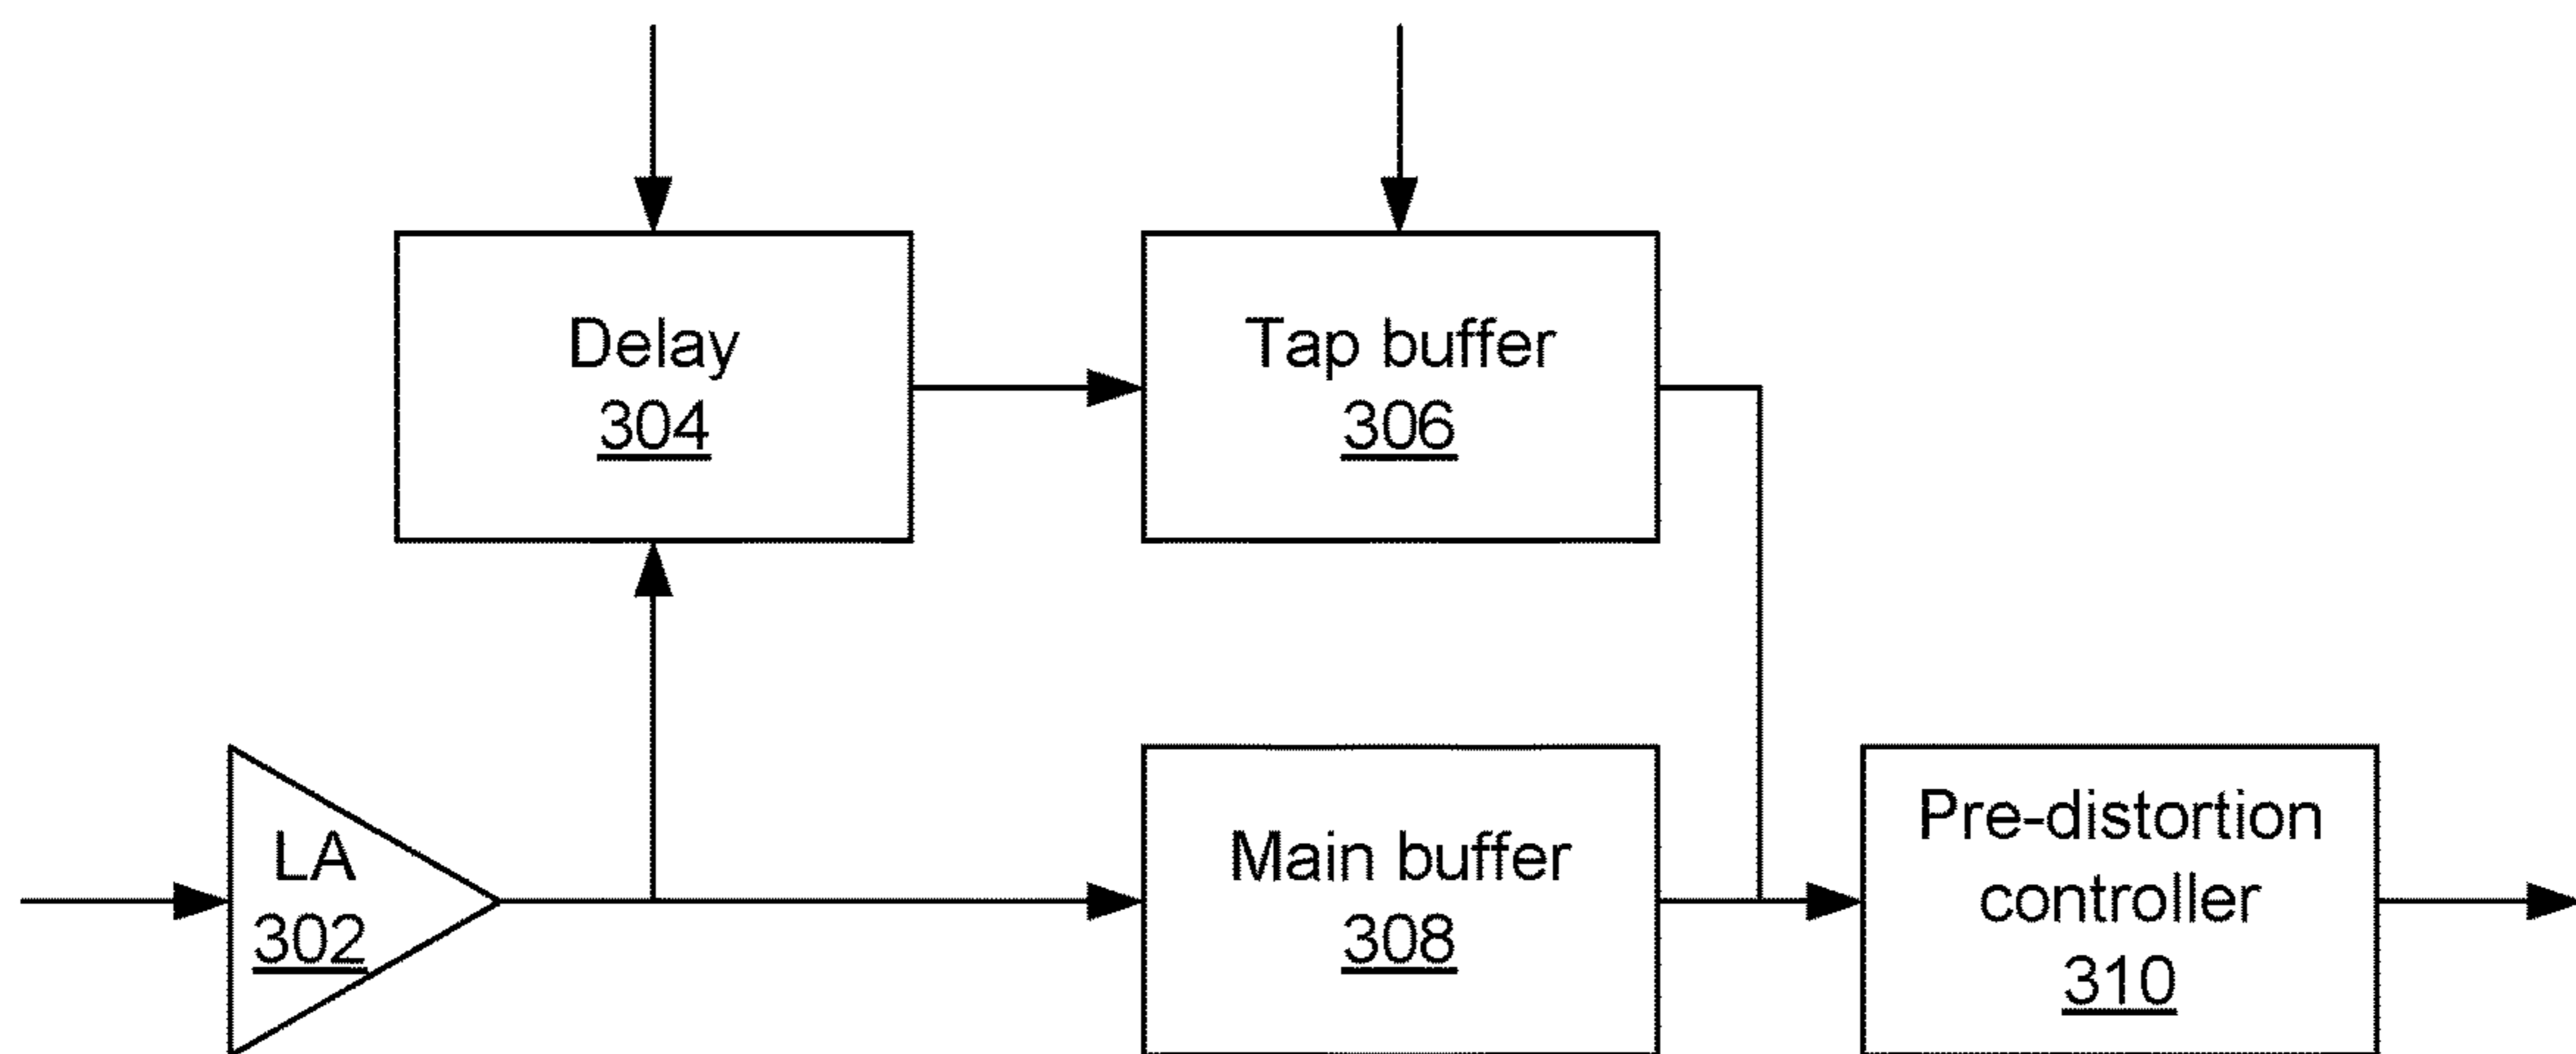 Delay
304
Tap buffer
306
LA
302
Main buffer
308
Pre-distortion
controller
310